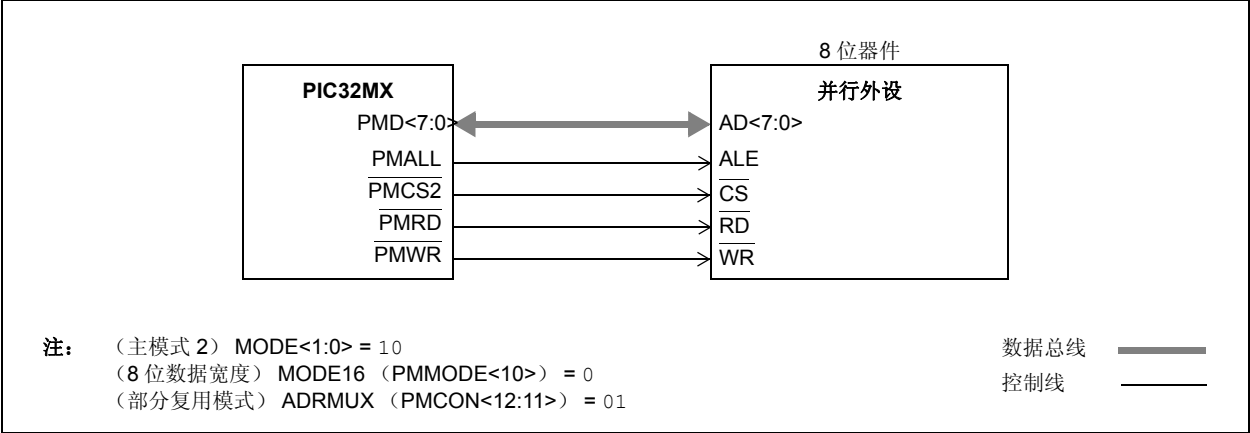 8 位器件
PIC32MX
并行外设
PMD<7:0>
AD<7:0>
PMALL
ALE
PMCS2
CS
PMRD
RD
PMWR
WR
注： （主模式 2） MODE<1:0> = 10
（8 位数据宽度） MODE16 （PMMODE<10>） = 0
（部分复用模式） ADRMUX （PMCON<12:11>） = 01
数据总线
控制线